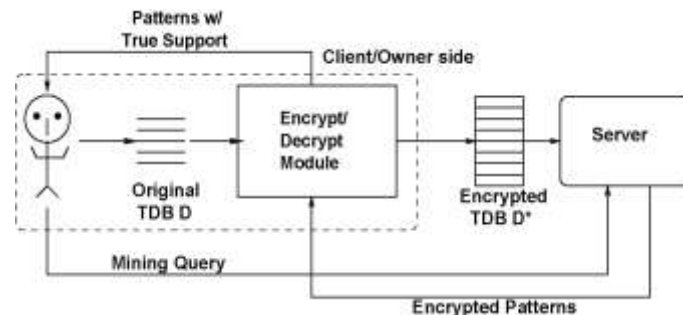 Patterns w/
True Support
Client/Owner side
Encrypt/
Decrypt
Module
Server
Original
TDB D
Encrypted
TDB D*
Mining Query
Encrypted Patterns